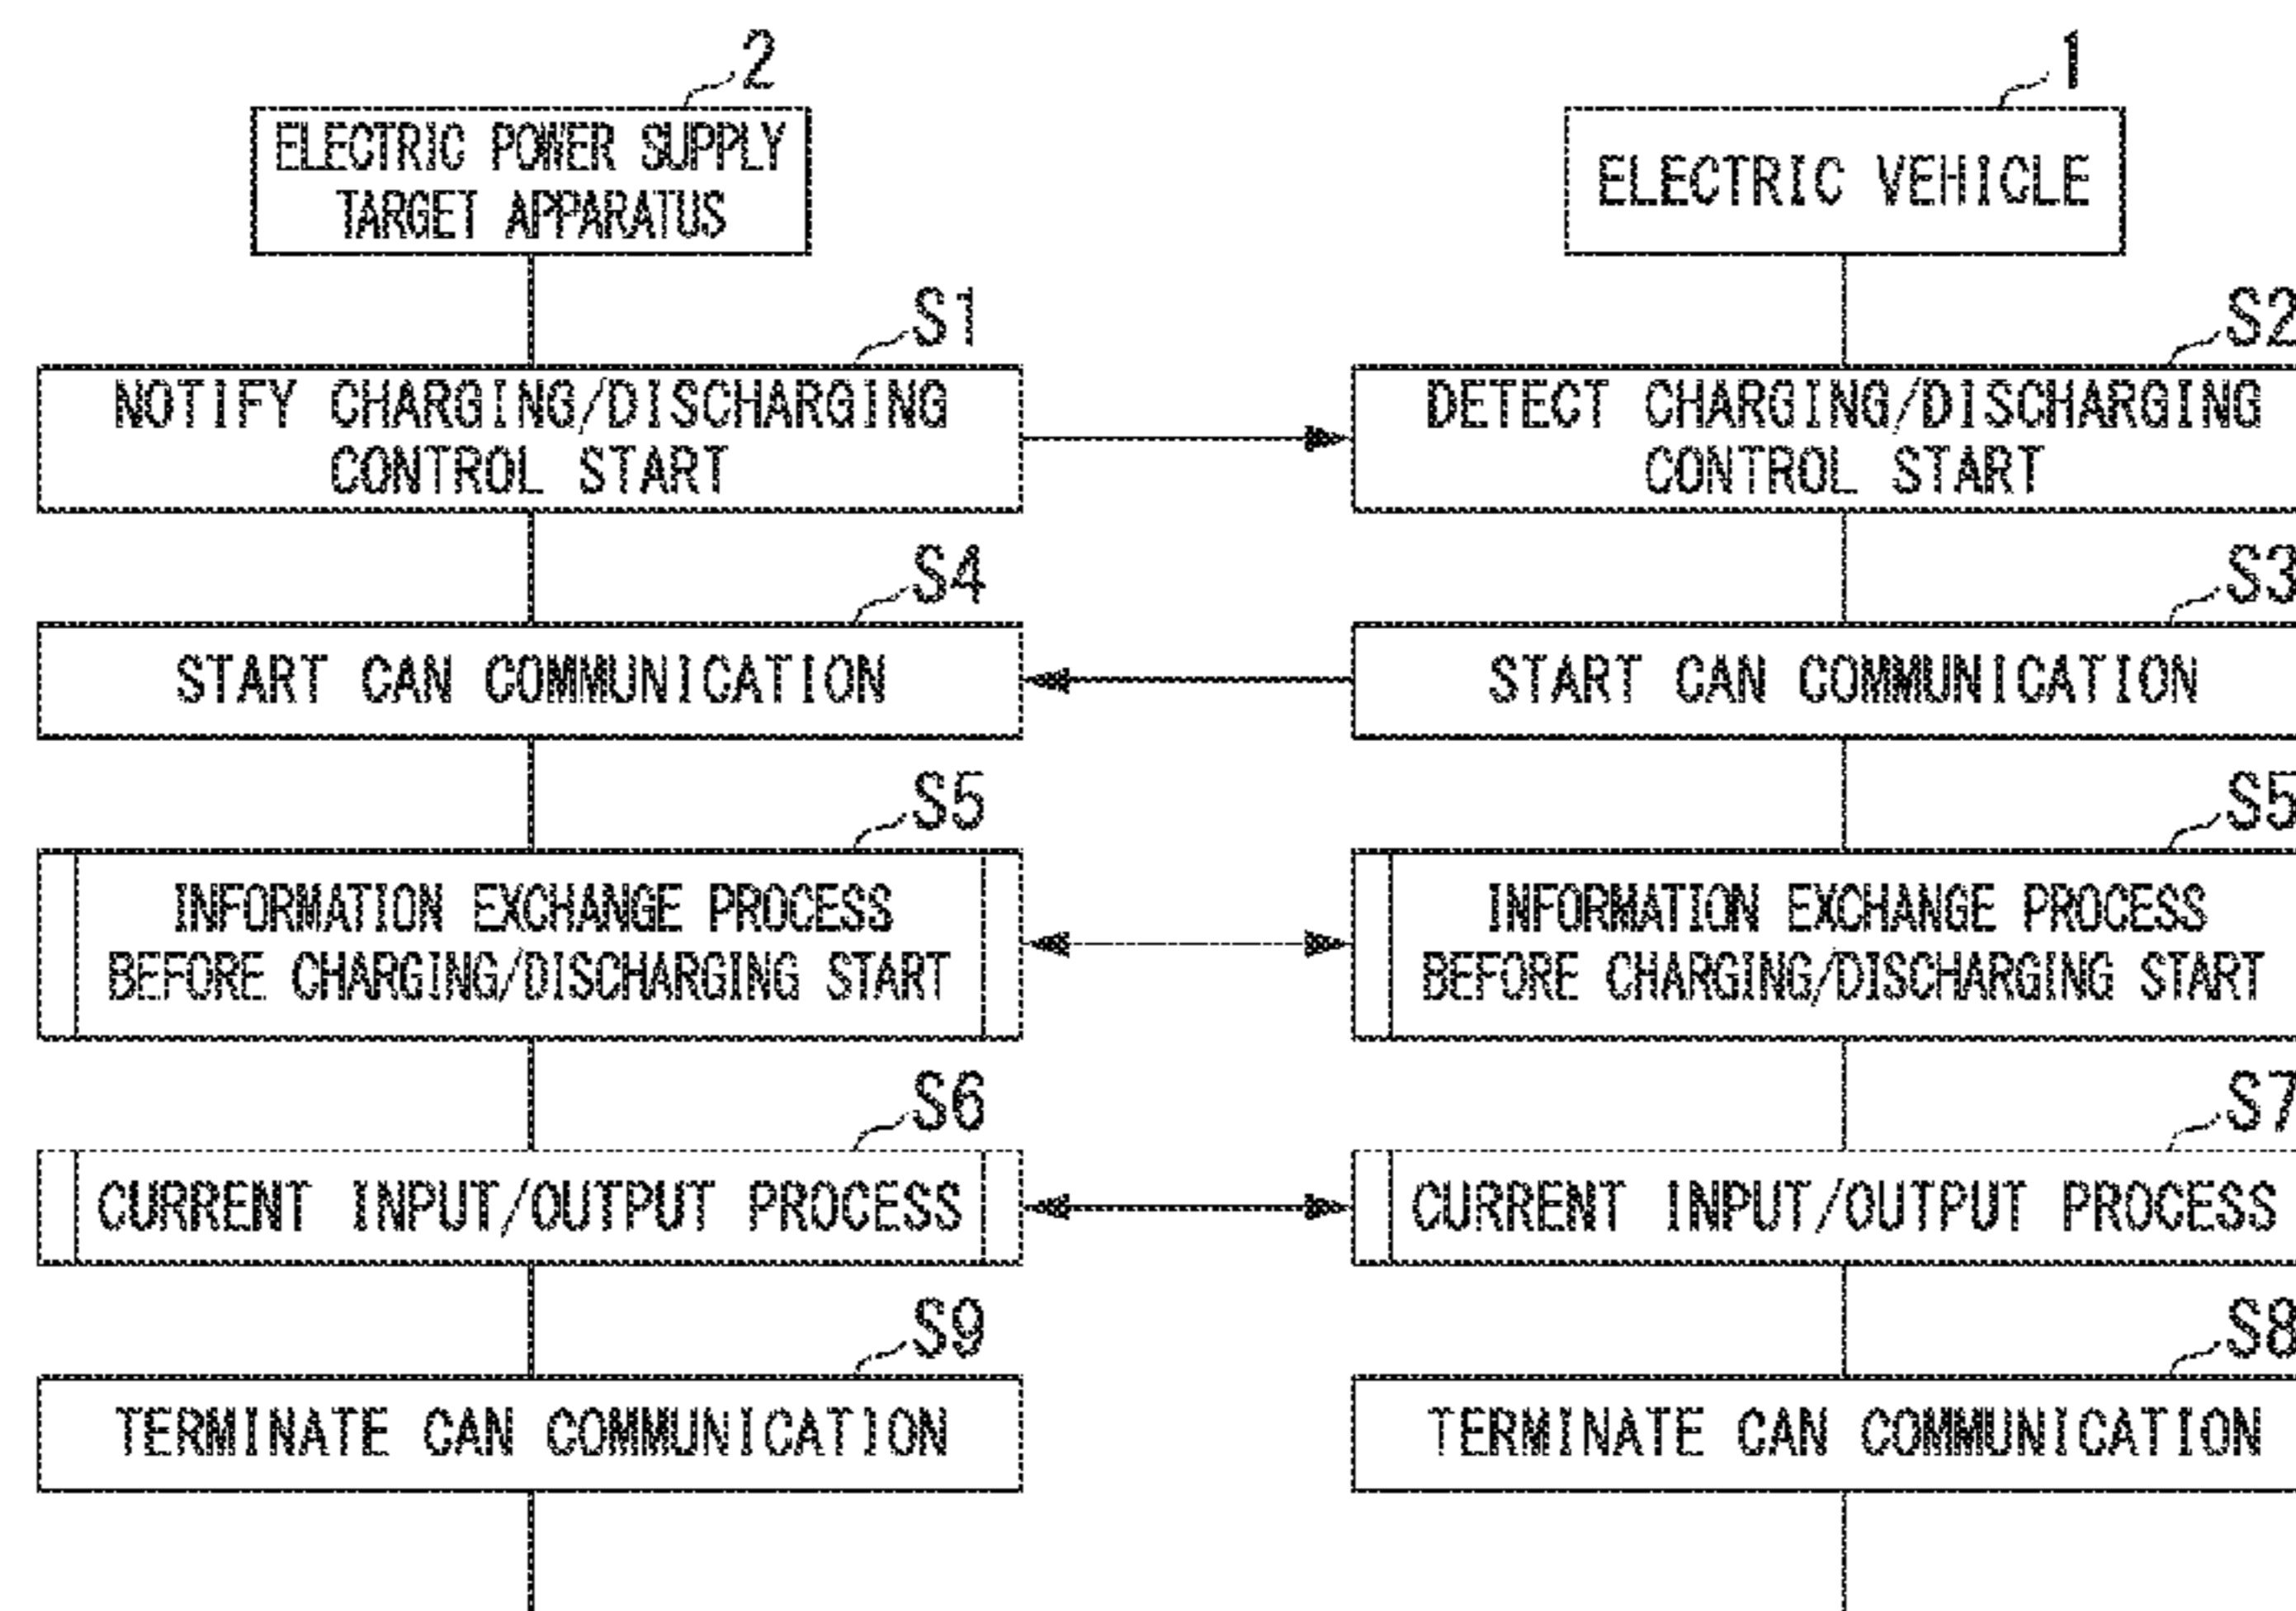 2
1
ELECTRIC POWER SUPPLY
TARGET APPARATUS
ELECTRIC VEHICLE
S1
S2
NOTIFY CHARGING/DISCHARGING
CONTROL START
DETECT CHARGING/DISCHARGING
CONTROL START
S4
S3
START CAN COMMUNICATION
START CAN COMMUNICATION
S5
S5
INFORMATION EXCHANGE PROCESS
BEFORE CHARGING/DISCHARGING START
INFORMATION EXCHANGE PROCESS
BEFORE CHARGING/DISCHARGING START
S6
S7
CURRENT INPUT/OUTPUT PROCESS
CURRENT INPUT/OUTPUT PROCESS
S9
S8
TERMINATE CAN COMMUNICATION
TERMINATE CAN COMMUNICATION